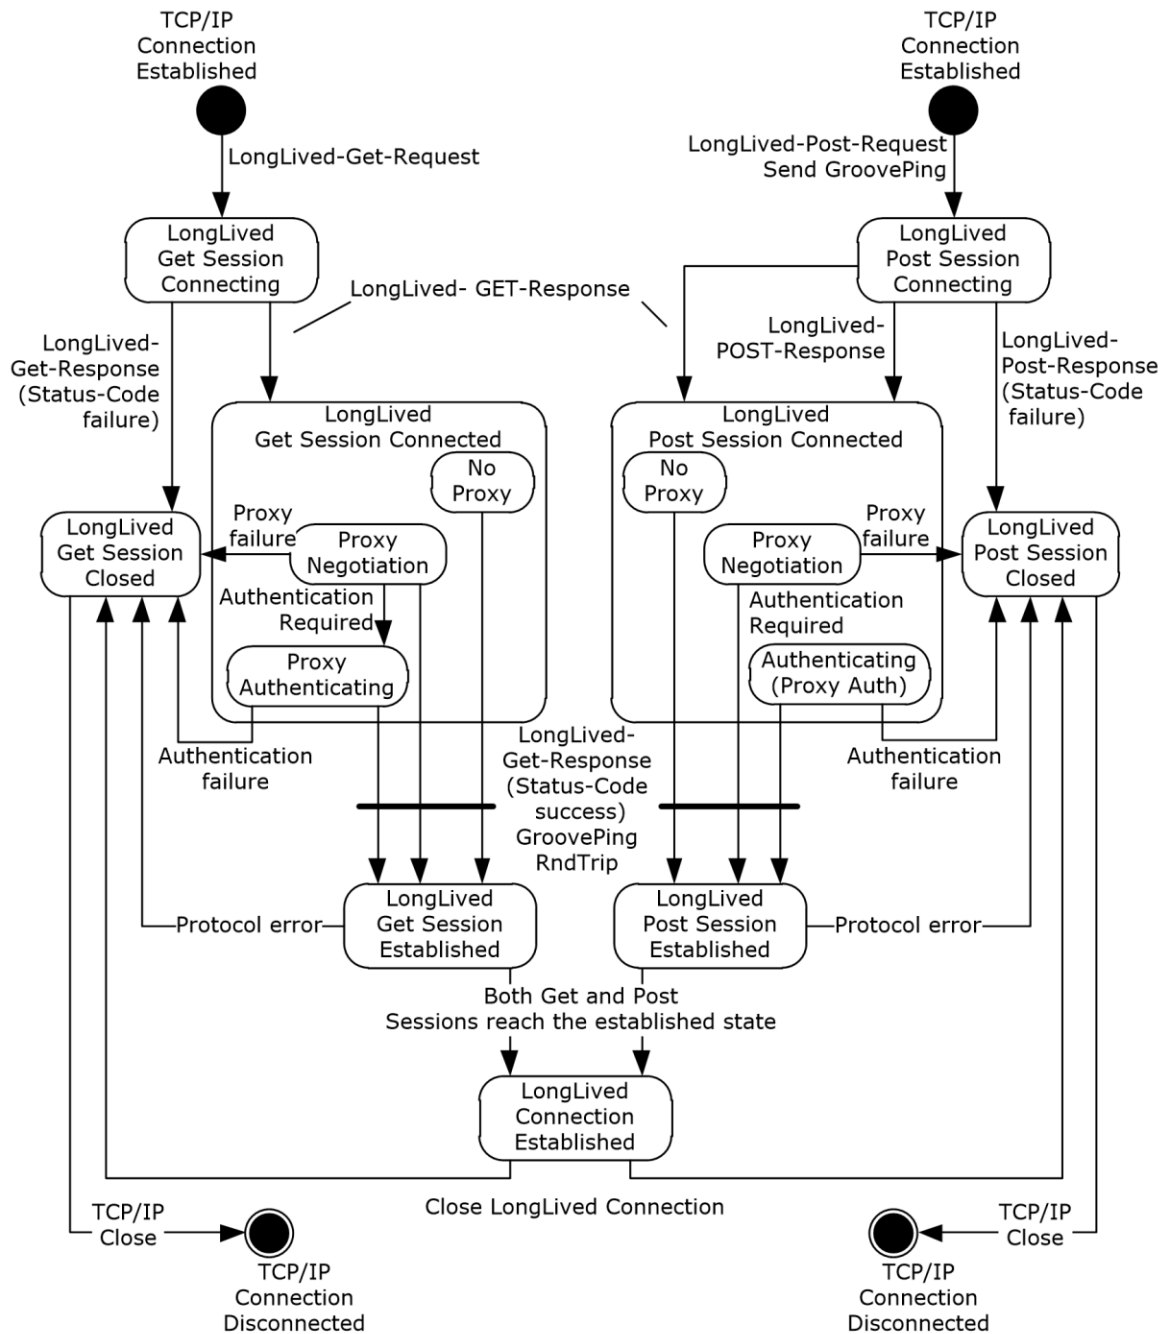 TCP/IP
Connection
Established
TCP/IP
Connection
Established
LongLived-Get-Request
LongLived-Post-Request
Send GroovePing
LongLived
Get Session
Connecting
LongLived
Post Session
Connecting
LongLived- GET-Response
LongLived-
Get-Response
(Status-Code
failure)
LongLived-
POST-Response
LongLived-
Post-Response
(Status-Code
failure)
LongLived
Get Session Connected
LongLived
Post Session Connected
No
Proxy
No
Proxy
LongLived
Get Session
Closed
Proxy
failure
Proxy
Negotiation
Proxy
Negotiation
Proxy
failure
LongLived
Post Session
Closed
Authentication
Required
Authentication
Required
Proxy
Authenticating
Authenticating
(Proxy Auth)
Authentication
failure
LongLived-
Get-Response
(Status-Code
success)
GroovePing
RndTrip
Authentication
failure
LongLived
Get Session
Established
LongLived
Post Session
Established
Protocol error
Protocol error
Both Get and Post
Sessions reach the established state
LongLived
Connection
Established
Close LongLived Connection
TCP/IP
Close
TCP/IP
Close
TCP/IP
Connection
Disconnected
TCP/IP
Connection
Disconnected